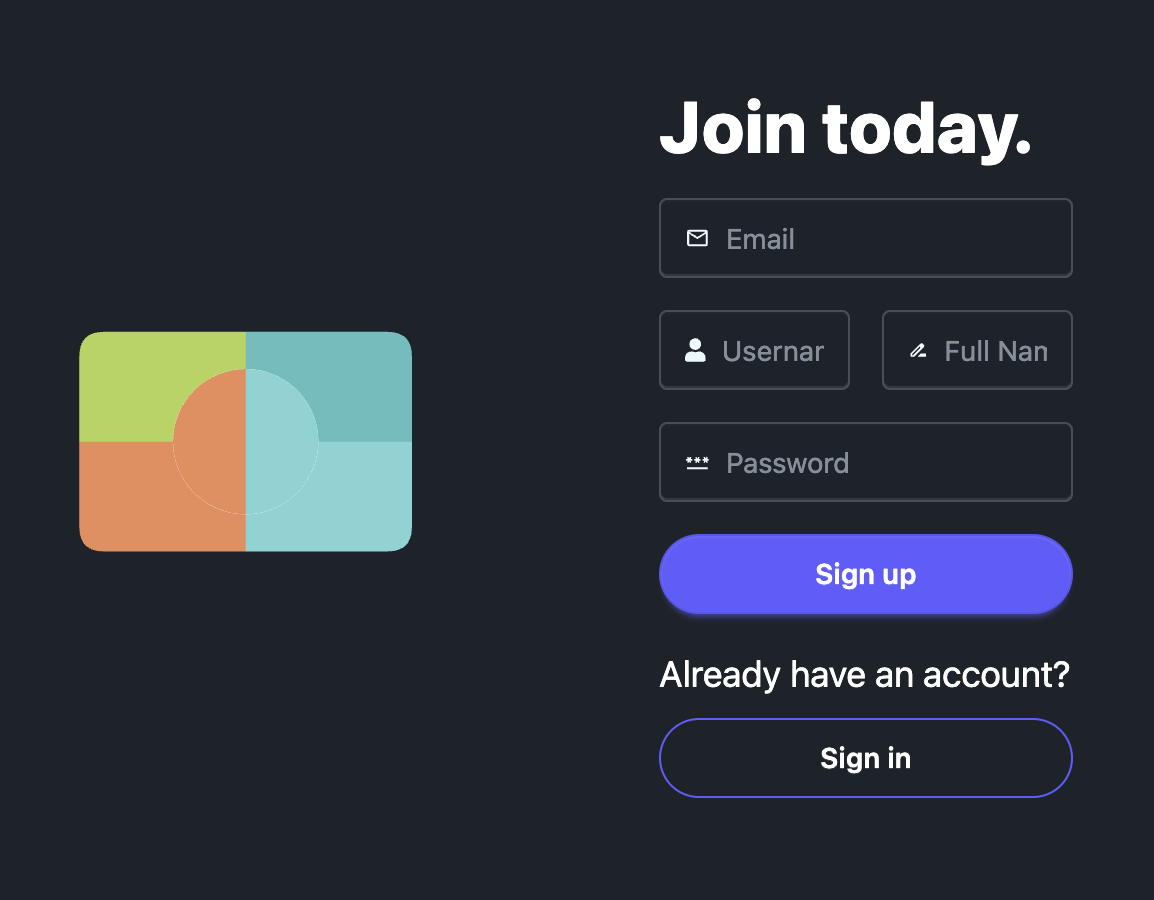 Join today.
Email
Usernar
Full Nan
Password
Sign up
Already have an account?
Sign in